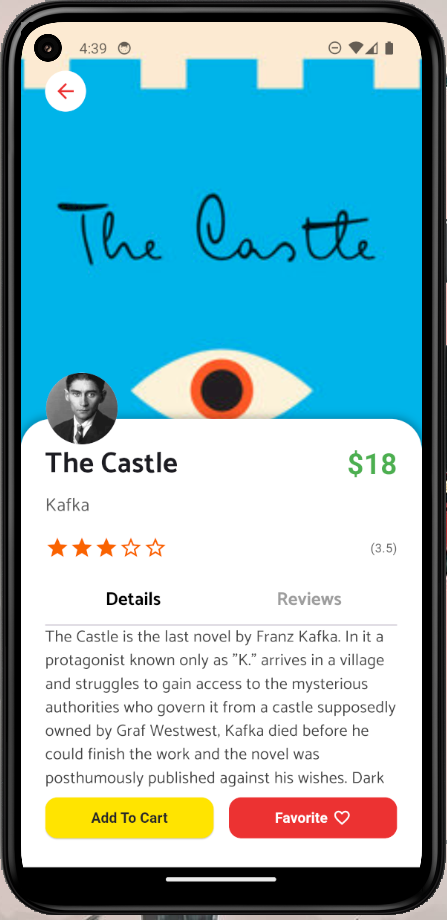 4:39
The Castle
The Castle
$18
Kafka
(3.5)
Details
Reviews
The Castle is the last novel by Franz Kafka. In it a
protagonist known only as "K." arrives in a village
and struggles to gain access to the mysterious
authorities who govern it from a castle supposedly
owned by Graf Westwest, Kafka died before he
could finish the work and the novel was
posthumously published against his wishes. Dark
Add To Cart
Favorite